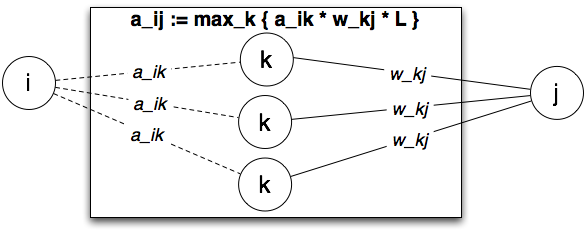 a_ij := max_k { a_ik * w_kj * L }
k
a_ik
w_kj
i
j
a_ik
k
w_kj
a_ik
w_kj
k